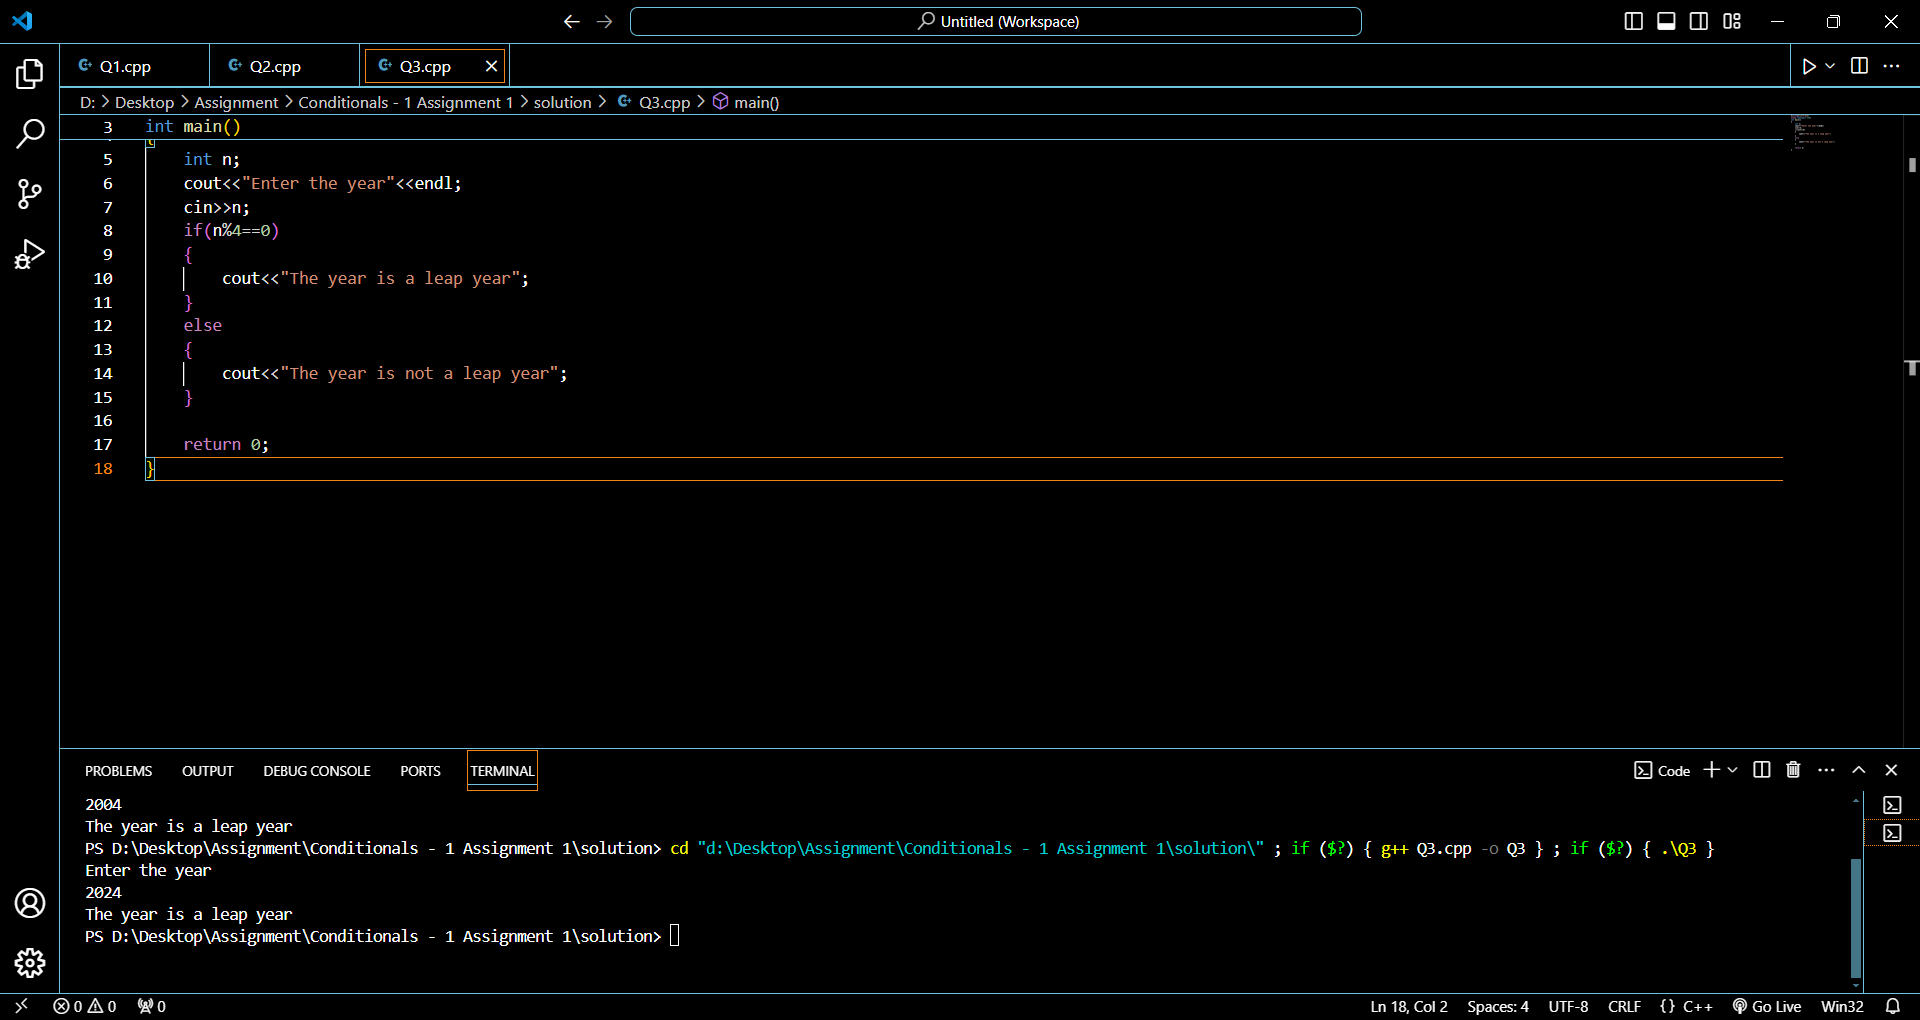 Untitled (Workspace)
Q1.cpp
Q2.cpp
Q3.cpp
D: > Desktop > Assignment > Conditionals - 1 Assignment 1 > solution > Q3.cpp > main()
3 int main()
{
5 int n;
6 cout<<"Enter the year"<<endl;
7 cin>>n;
8 if(n%4==0)
9 {
10 cout<<"The year is a leap year";
11 }
12 else
13 {
14 cout<<"The year is not a leap year";
15 }
16
17 return 0;
18 }
PROBLEMS OUTPUT DEBUG CONSOLE PORTS TERMINAL
Code
2004
The year is a leap year
PS D:\Desktop\Assignment\Conditionals - 1 Assignment 1\solution> cd "d:\Desktop\Assignment\Conditionals - 1 Assignment 1\solution\" ; if ($?) { g++ Q3.cpp -o Q3 } ; if ($?) { .\Q3 }
Enter the year
2024
The year is a leap year
PS D:\Desktop\Assignment\Conditionals - 1 Assignment 1\solution>
0 0 0 Ln 18, Col 2 Spaces: 4 UTF-8 CRLF {} C++ Go Live Win32